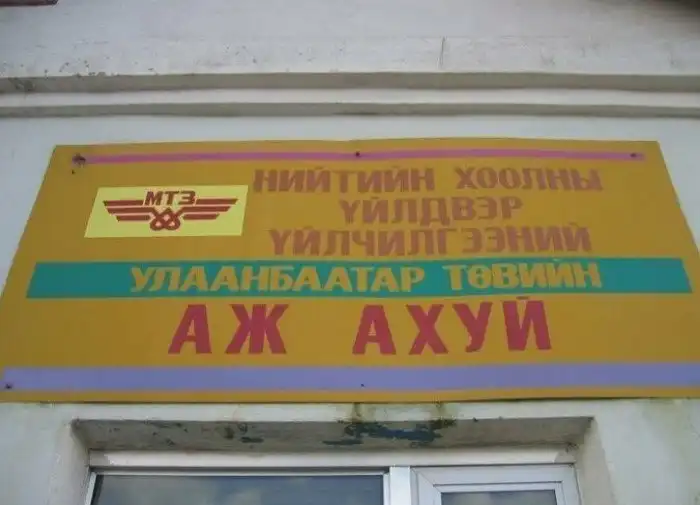 МТЗ
НИЙТИЙН ХООЛНЫ
ҮЙЛДВЭР
ҮЙЛЧИЛГЭЭНИЙ
УЛААНБААТАР ТӨВИЙН
АЖ АХУЙ